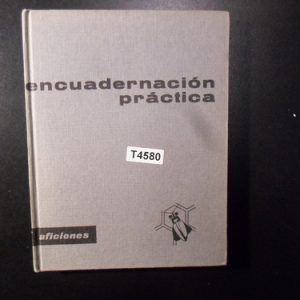 encuadernación
práctica
T4580
aficiones